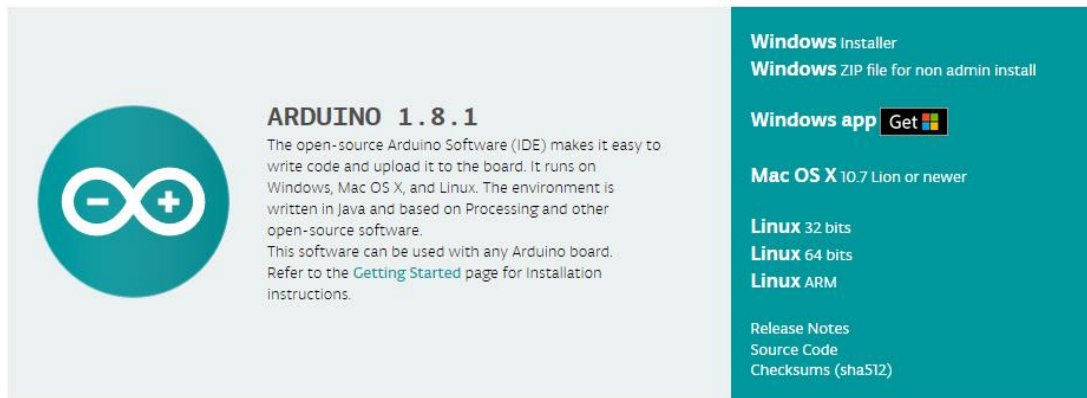 ARDUINO 1.8.1
The open-source Arduino Software (IDE) makes it easy to
write code and upload it to the board. It runs on
Windows, Mac OS X, and Linux. The environment is
written in Java and based on Processing and other
open-source software.
This software can be used with any Arduino board.
Refer to the Getting Started page for Installation
instructions.
Windows Installer
Windows ZIP file for non admin install
Windows app Get
Mac OS X 10.7 Lion or newer
Linux 32 bits
Linux 64 bits
Linux ARM
Release Notes
Source Code
Checksums (sha512)